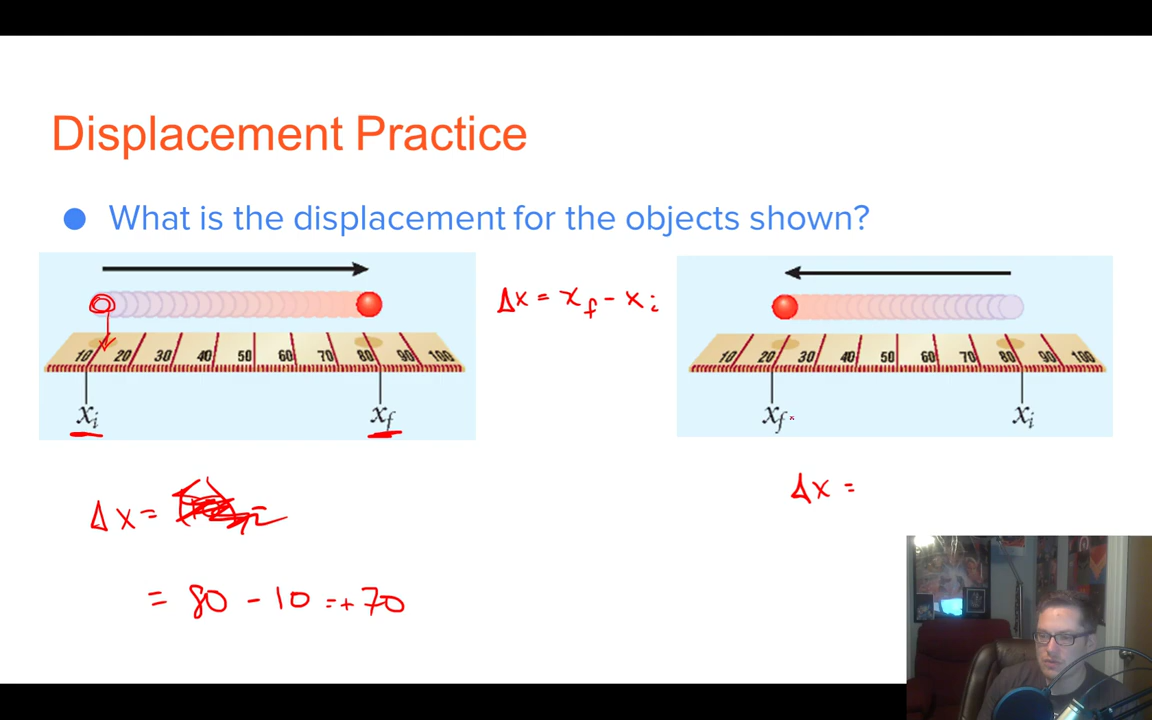 Displacement Practice
● What is the displacement for the objects shown?
Δx = x_f - x_i
10 20 30 40 50 60 70 80 90 100
x_i x_f
10 20 30 40 50 60 70 80 90 100
x_f x_i
Δx =
= 80 - 10 = +70
Δx =